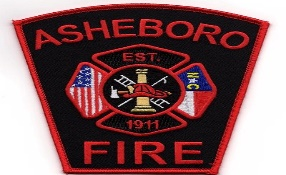 ASHEBORO
EST.
N C
1911
FIRE